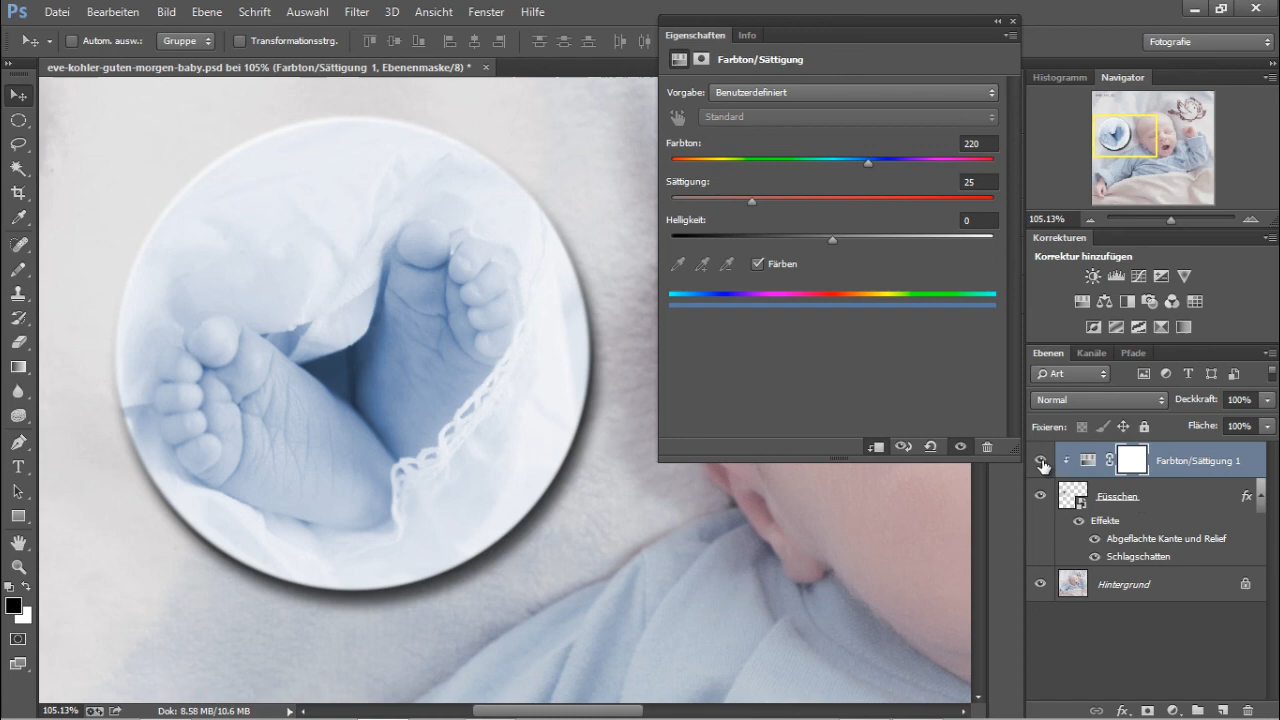 Ps Datei Bearbeiten Bild Ebene Schrift Auswahl Filter 3D Ansicht Fenster Hilfe
Autom. ausw.: Gruppe Transformationsstrg. Fotografie
eve-kohler-guten-morgen-baby.psd bei 105% (Farbton/Sättigung 1, Ebenenmaske/8) *
Eigenschaften Info
Farbton/Sättigung
Vorgabe: Benutzerdefiniert
Standard
Farbton: 220
Sättigung: 25
Helligkeit: 0
Färben
Histogramm Navigator
105.13%
Korrekturen
Korrektur hinzufügen
Ebenen Kanäle Pfade
Art
Normal Deckkraft: 100%
Fixieren: Fläche: 100%
Farbton/Sättigung 1
Füsschen fx
Effekte
Abgeflachte Kante und Relief
Schlagschatten
Hintergrund
105.13% Dok: 8.58 MB/10.6 MB
fx